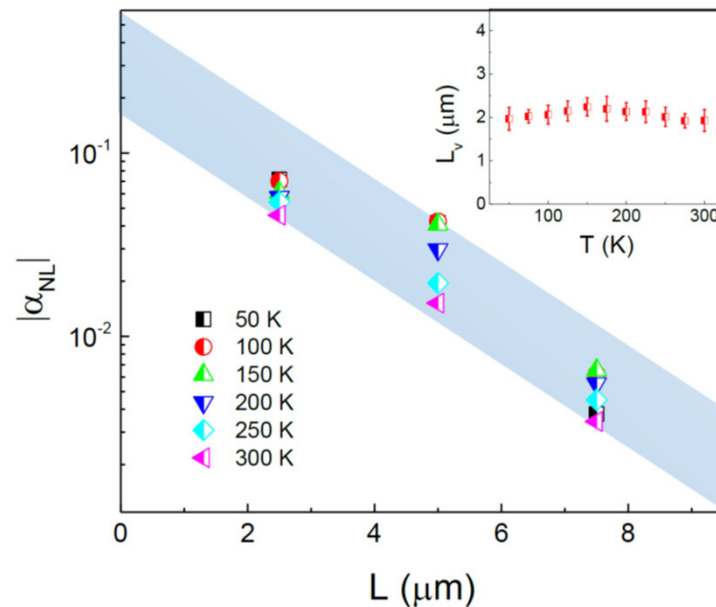 10⁻¹
10⁻²
|α_NL|
0 2 4 6 8
L (μm)
50 K
100 K
150 K
200 K
250 K
300 K
4
3
2
1
0
L_v (μm)
100 200 300
T (K)